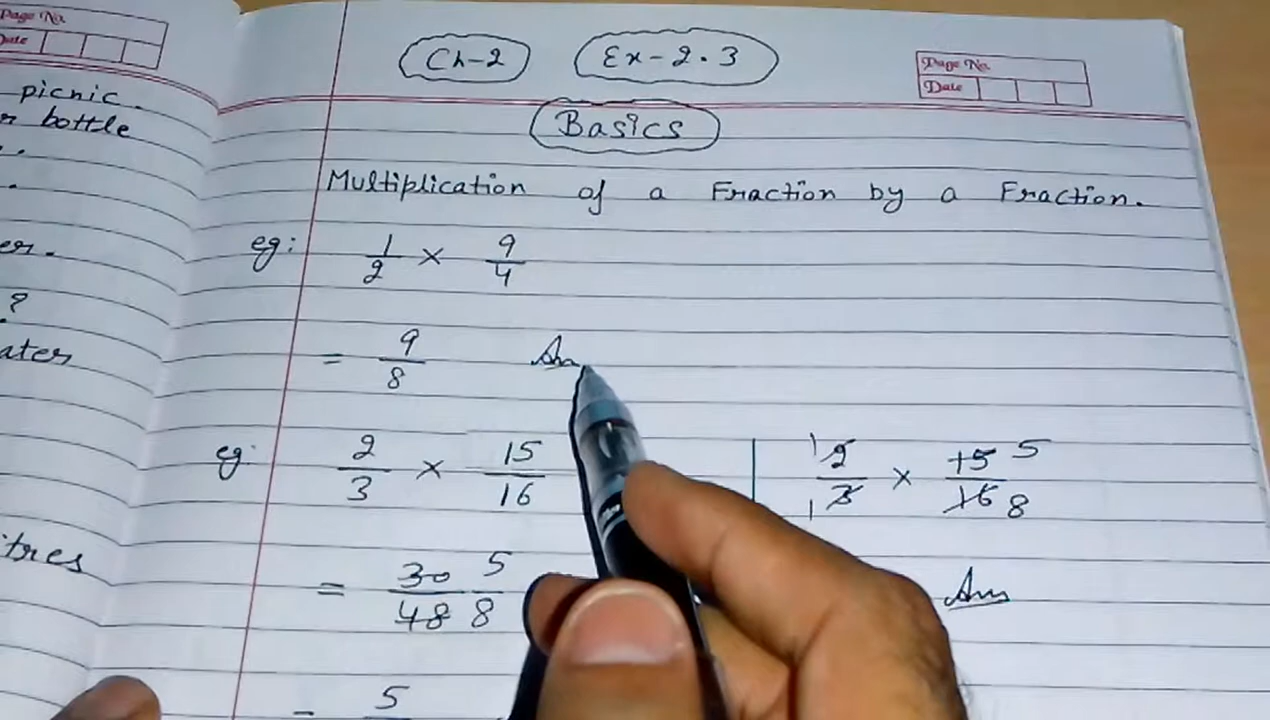 Page No.
Date
picnic.
bottle
er.
?
ater
itres
Ch-2 Ex-2.3
Page No.
Date
Basics
Multiplication of a Fraction by a Fraction.
eg: 1/2 × 9/4
= 9/8 Ans
eg: 2/3 × 15/16
1 2/3 1 × 15/16 5 8
= 30/48 5/8
Ans
= 5